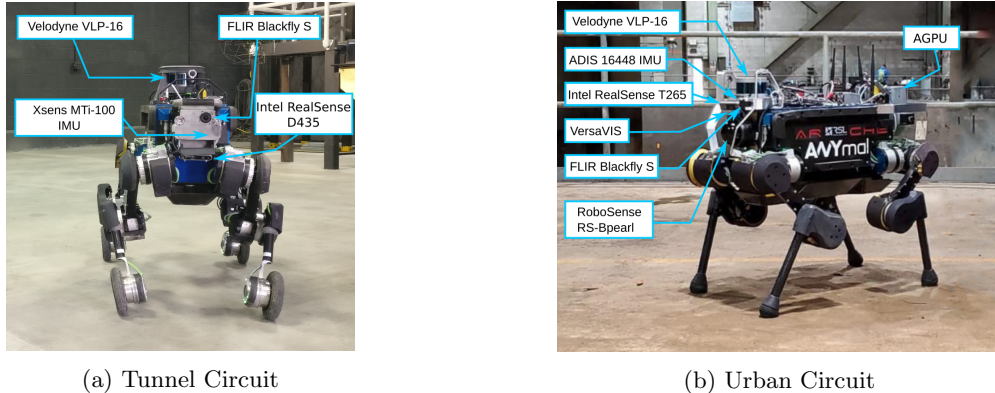 Velodyne VLP-16
FLIR Blackfly S
Xsens MTi-100
IMU
Intel RealSense
D435
(a) Tunnel Circuit
Velodyne VLP-16
AGPU
ADIS 16448 IMU
Intel RealSense T265
VersaVIS
FLIR Blackfly S
RoboSense
RS-Bpearl
RSL
ANYmal
(b) Urban Circuit